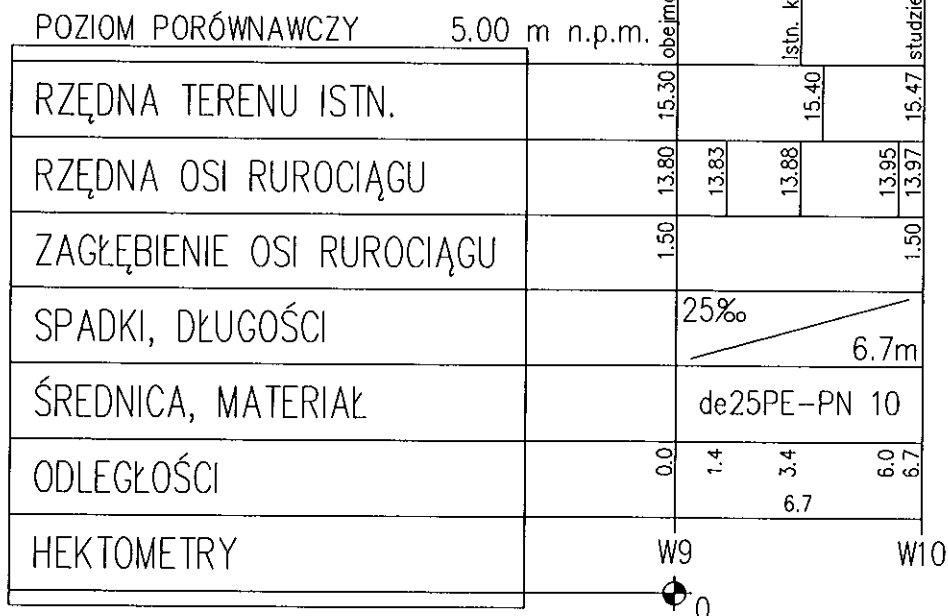 POZIOM PORÓWNAWCZY 5.00 m n.p.m.
Istn.
RZĘDNA TERENU ISTN. 15.30 15.40 15.47
RZĘDNA OSI RUROCIĄGU 13.80 13.83 13.88 13.95 13.97
ZAGŁĘBIENIE OSI RUROCIĄGU 1.50 1.50
SPADKI, DŁUGOŚCI 25‰ 6.7m
ŚREDNICA, MATERIAŁ de25PE-PN 10
ODLEGŁOŚCI 0.0 1.4 3.4 6.0 6.7
6.7
HEKTOMETRY W9 W10
0